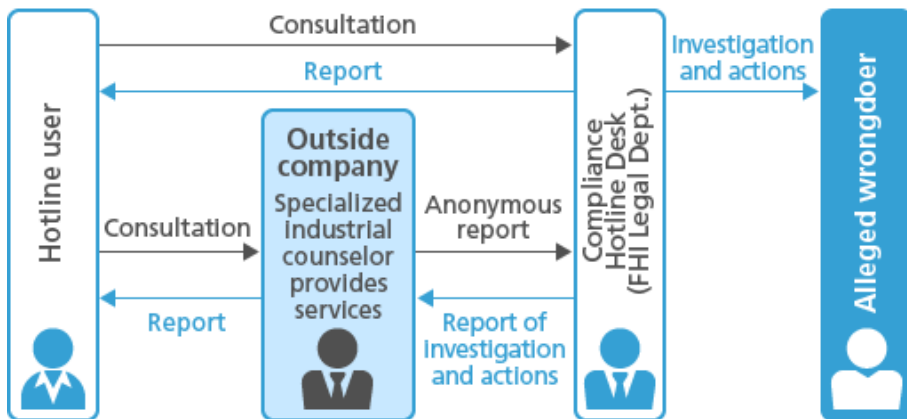 Consultation
Report
Investigation
and actions
Hotline user
Outside
company
Specialized
industrial
counselor
provides
services
Consultation
Report
Anonymous
report
Report of
investigation
and actions
Compliance
Hotline Desk
(FHI Legal Dept.)
Alleged wrongdoer